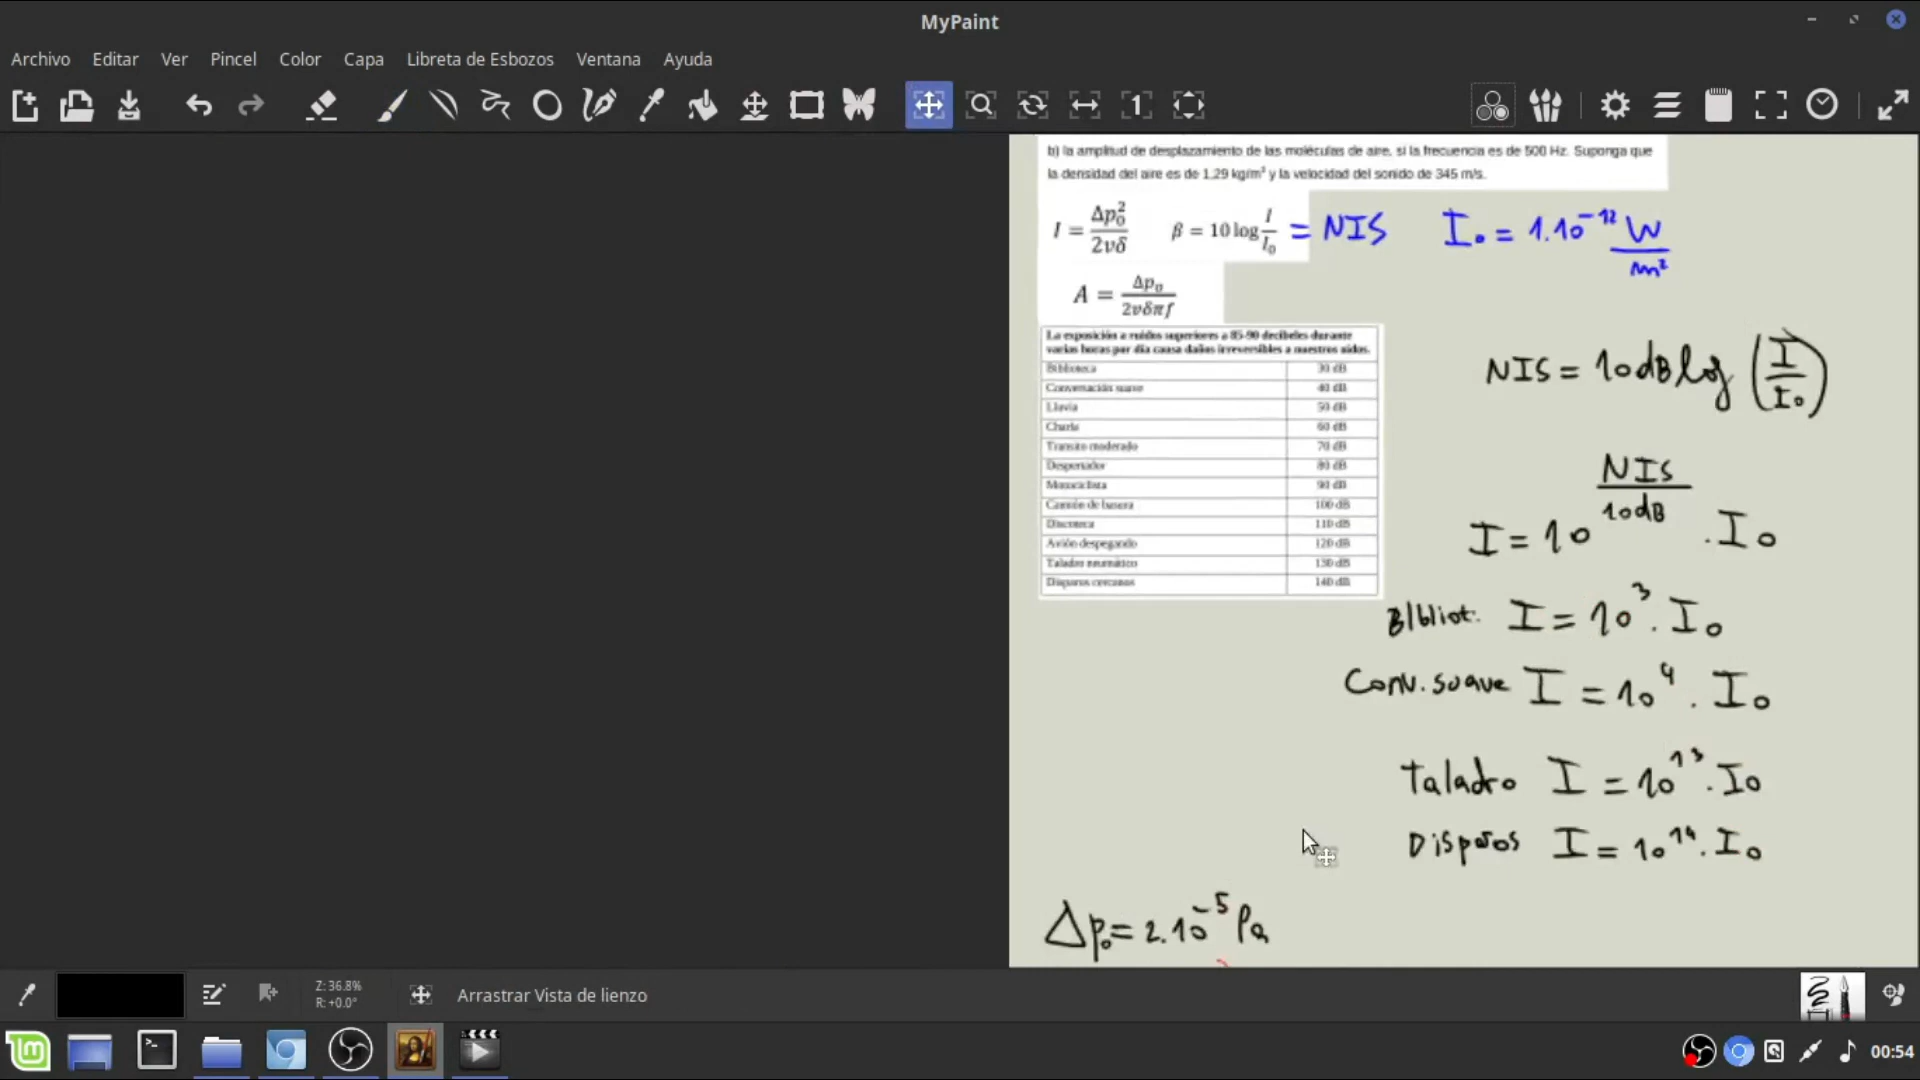 MyPaint
Archivo Editar Ver Pincel Color Capa Libreta de Esbozos Ventana Ayuda
b) la amplitud de desplazamiento de las moléculas de aire, si la frecuencia es de 500 Hz. Suponga que
la densidad del aire es de 1,29 kg/m³ y la velocidad del sonido de 345 m/s.
I = Δp₀²/2vδ β = 10 log I/I₀ = NIS I₀ = 1.10⁻¹² W/m²
A = Δp₀/2vδπf
La exposición a ruidos superiores a 85-90 decibeles durante
varias horas por día causa daños irreversibles a nuestros oídos.
Biblioteca 30 dB
Conversación suave 40 dB
Lluvia 50 dB
Charla 60 dB
Transito moderado 70 dB
Despertador 80 dB
Motociclista 90 dB
Camión de basura 100 dB
Discoteca 110 dB
Avión despegando 120 dB
Taladro neumático 130 dB
Disparos cercanos 140 dB
NIS = 10dB log (I/I₀)
I = 10^(NIS/10dB) . I₀
Bibliot. I = 10³ . I₀
Conv. suave I = 10⁴ . I₀
Taladro I = 10¹³ . I₀
Disparos I = 10¹⁴ . I₀
Δp₀ = 2.10⁻⁵ Pa
Z: 36.8%
R: +0.0°
Arrastrar Vista de lienzo
00:54